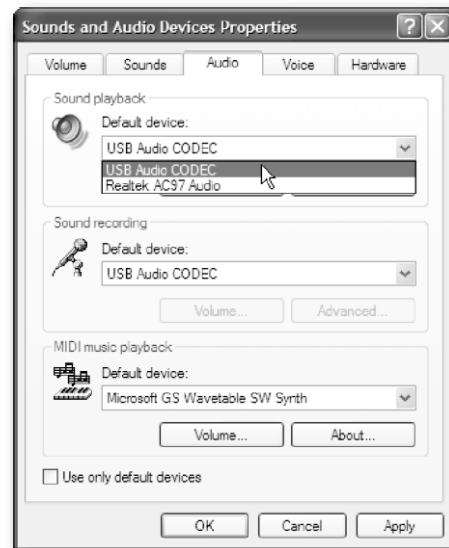 Sounds and Audio Devices Properties
Volume Sounds Audio Voice Hardware
Sound playback
Default device:
USB Audio CODEC
USB Audio CODEC
Realtek AC97 Audio
Sound recording
Default device:
USB Audio CODEC
Volume... Advanced...
MIDI music playback
Default device:
Microsoft GS Wavetable SW Synth
Volume... About...
Use only default devices
OK Cancel Apply